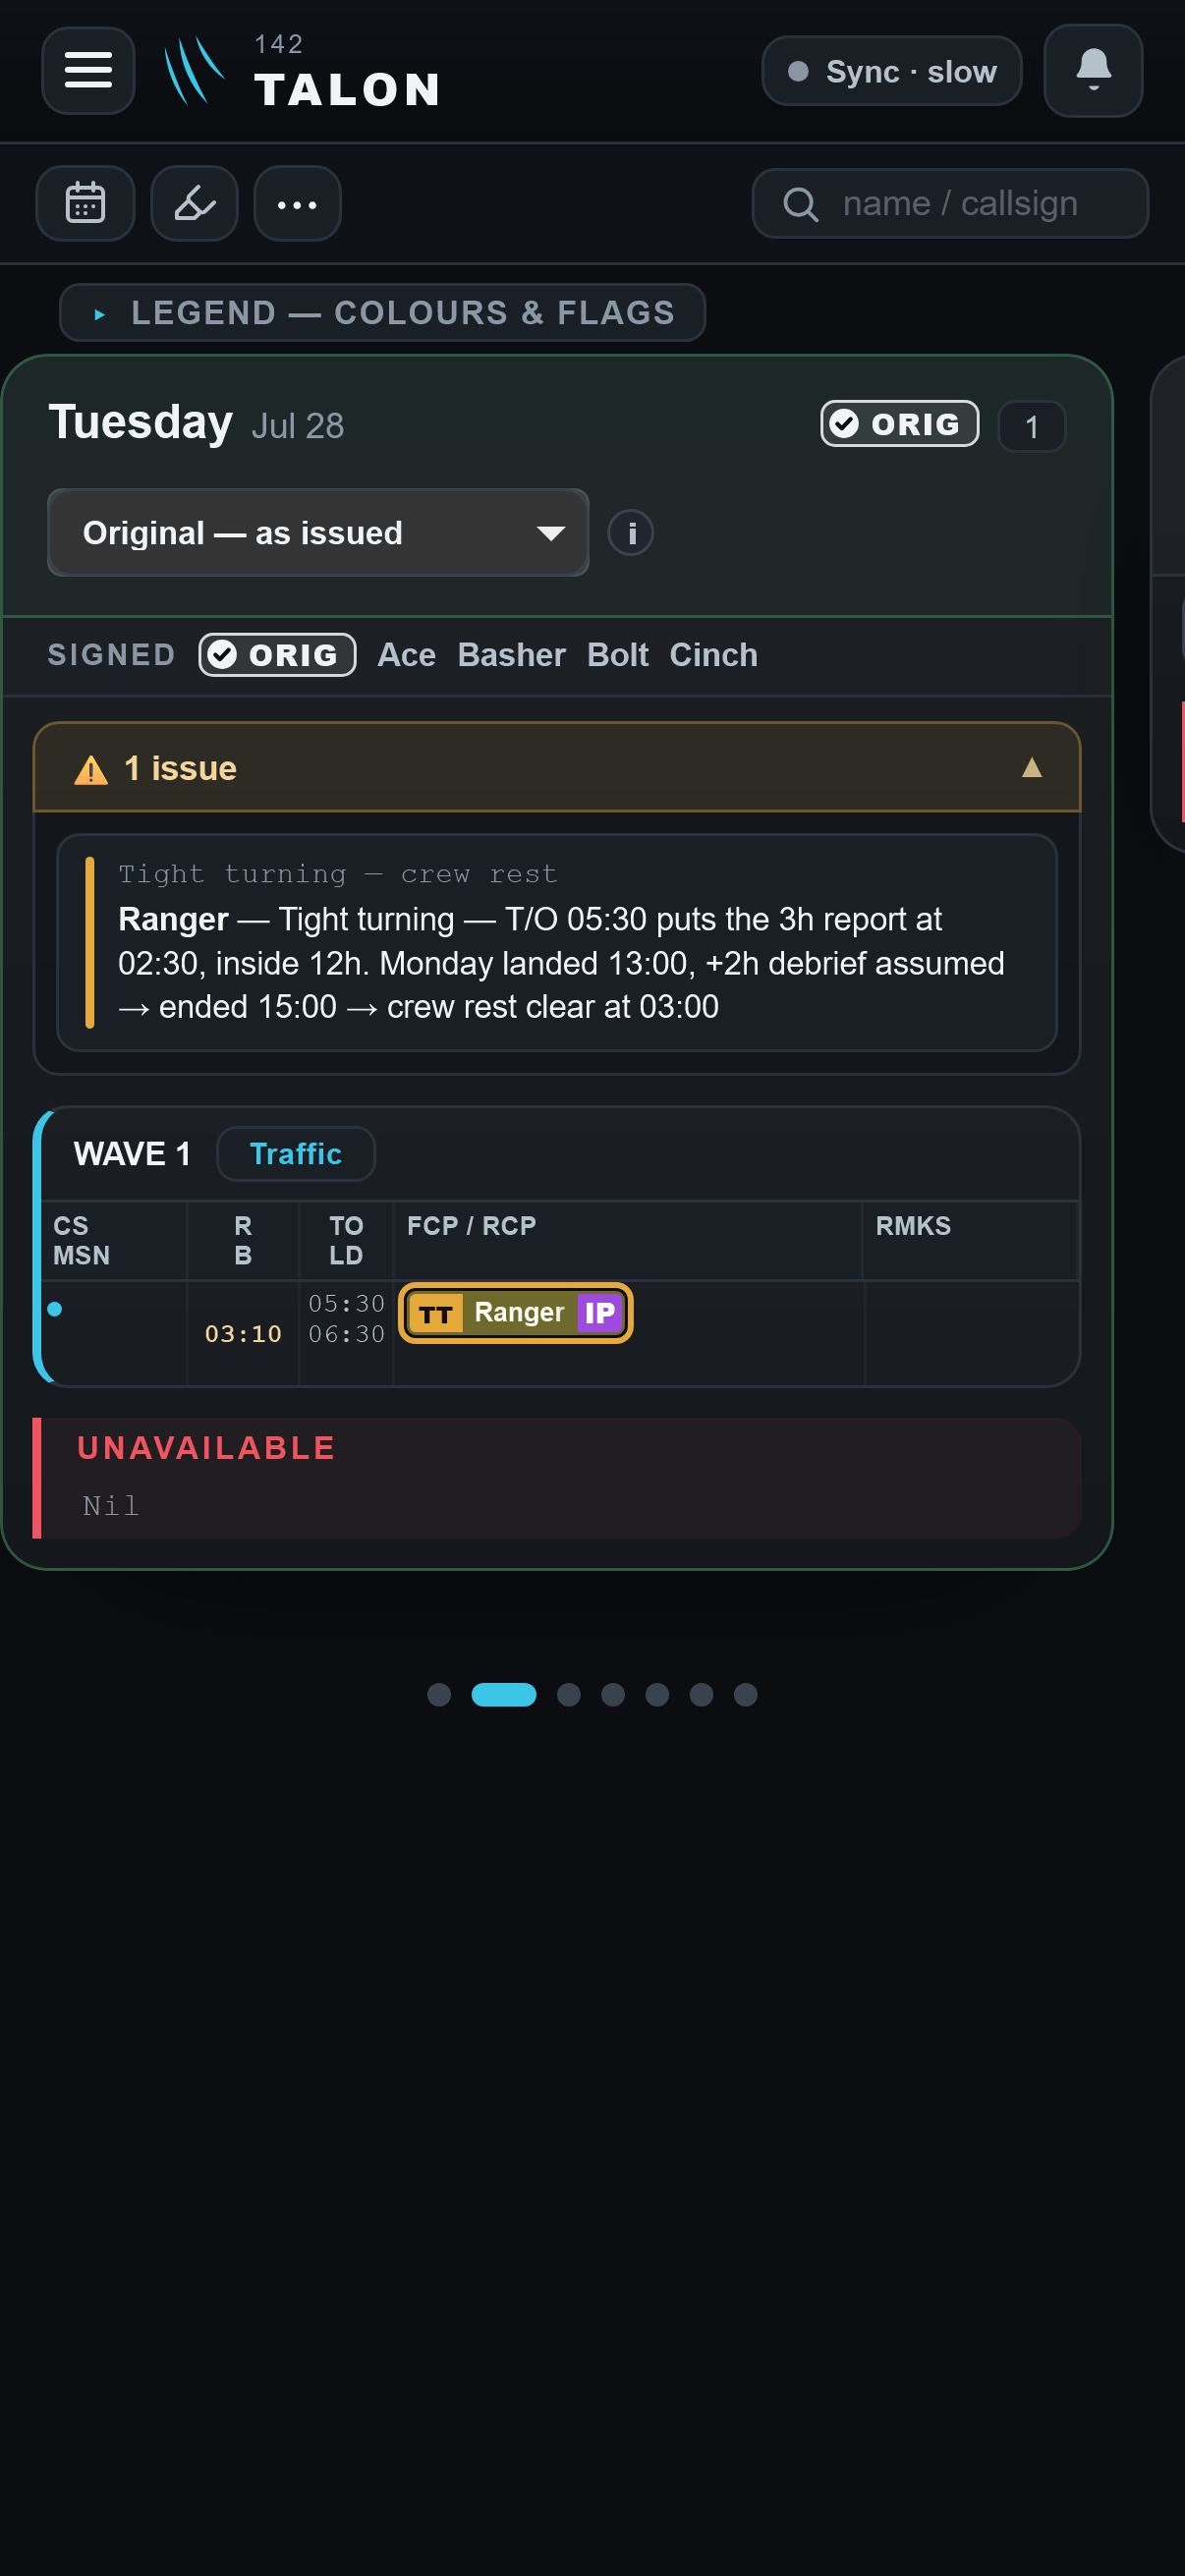 142
TALON
Sync · slow
name / callsign
LEGEND — COLOURS & FLAGS
Tuesday Jul 28
ORIG
1
Original — as issued
i
SIGNED ORIG Ace Basher Bolt Cinch
1 issue
Tight turning — crew rest
Ranger — Tight turning — T/O 05:30 puts the 3h report at
02:30, inside 12h. Monday landed 13:00, +2h debrief assumed
→ ended 15:00 → crew rest clear at 03:00
WAVE 1 Traffic
CS R TO FCP / RCP RMKS
MSN B LD
05:30 TT Ranger IP
03:10 06:30
UNAVAILABLE
Nil